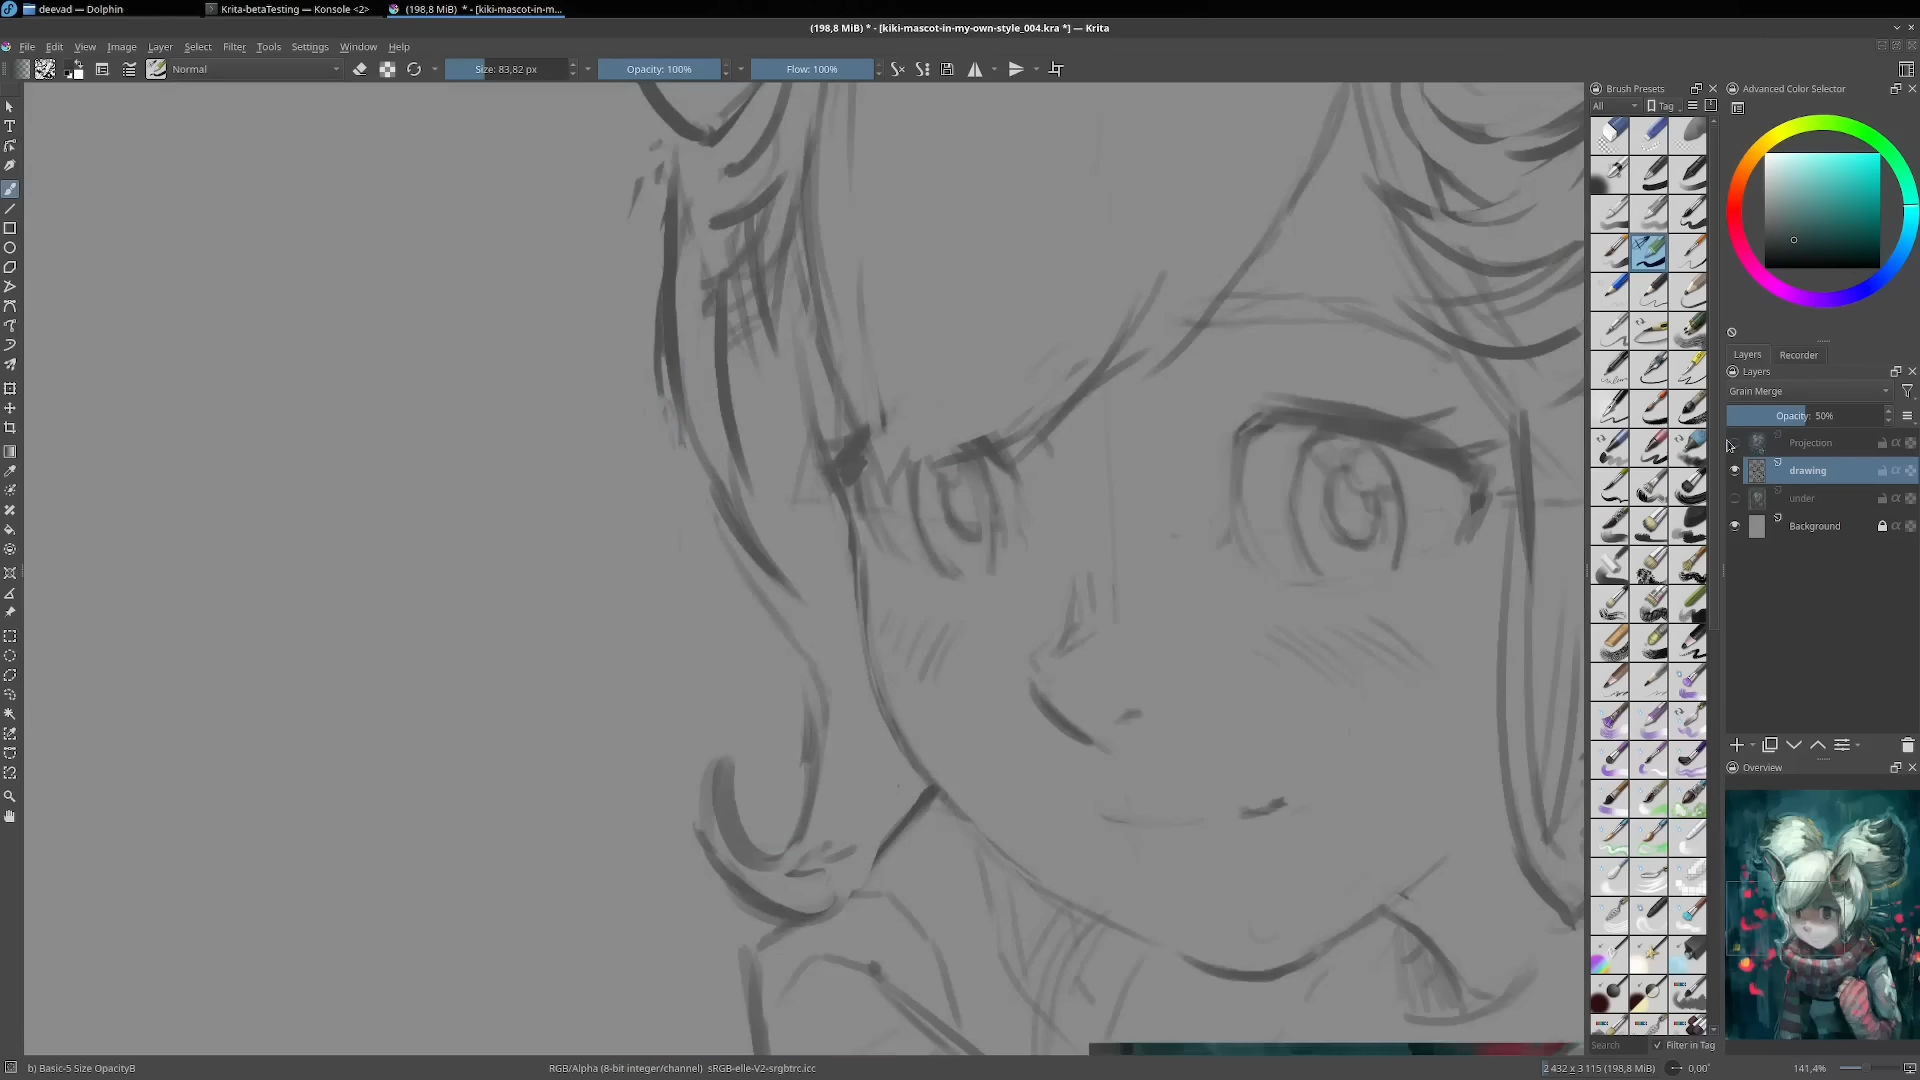 deevad — Dolphin
Krita-betaTesting — Konsole <2>
(198,8 MiB) * - [kiki-mascot-in-m...
(198,8 MiB) * - [kiki-mascot-in-my-own-style_004.kra *] — Krita
File Edit View Image Layer Select Filter Tools Settings Window Help
Normal
Size: 83,82 px
Opacity: 100%
Flow: 100%
Brush Presets
Advanced Color Selector
All
Tag
Layers
Recorder
Layers
Grain Merge
Opacity: 50%
Projection
drawing
under
Background
Overview
Search
Filter in Tag
b) Basic-5 Size OpacityB
RGB/Alpha (8-bit integer/channel) sRGB-elle-V2-srgbtrc.icc
2 432 x 3 115 (198,8 MiB)
0,00°
141,4%